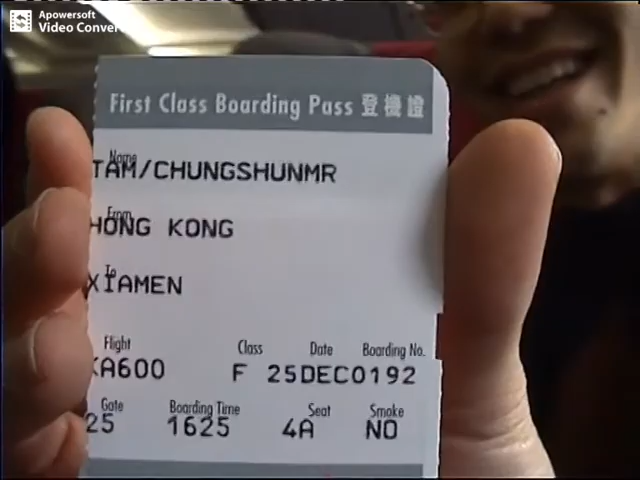 Apowersoft
Video Conver
First Class Boarding Pass 登機證
Name
TAM/CHUNGSHUNMR
From
HONG KONG
To
XIAMEN
Flight Class Date Boarding No.
KA600 F 25DEC0192
Gate Boarding Time Seat Smoke
25 1625 4A NO